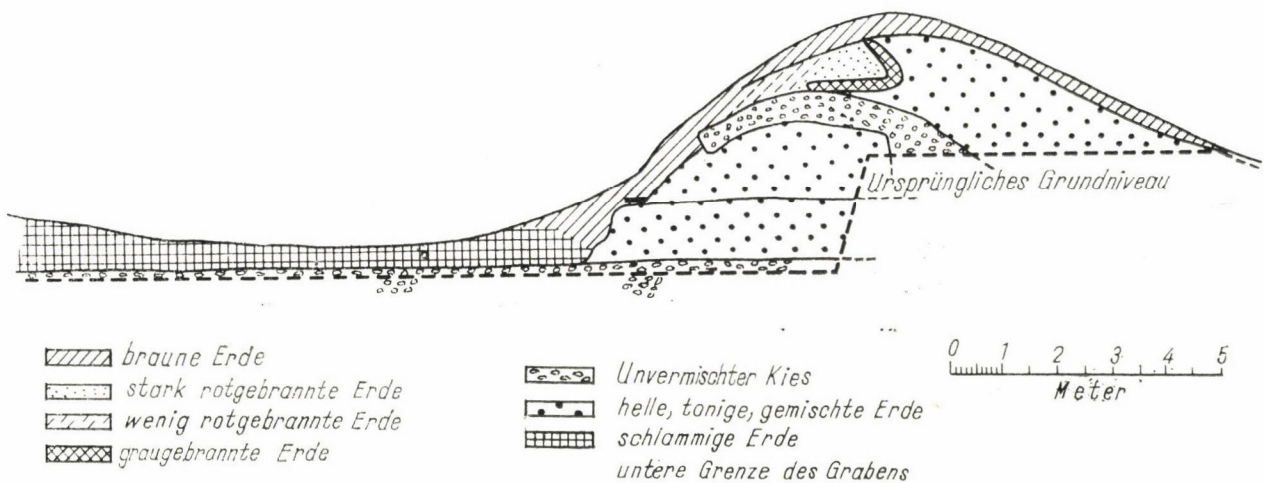 Ursprüngliches Grundniveau
braune Erde
stark rotgebrannte Erde
wenig rotgebrannte Erde
graugebrannte Erde
Unvermischter Kies
helle, tonige, gemischte Erde
schlammige Erde
untere Grenze des Grabens
0 1 2 3 4 5
Meter